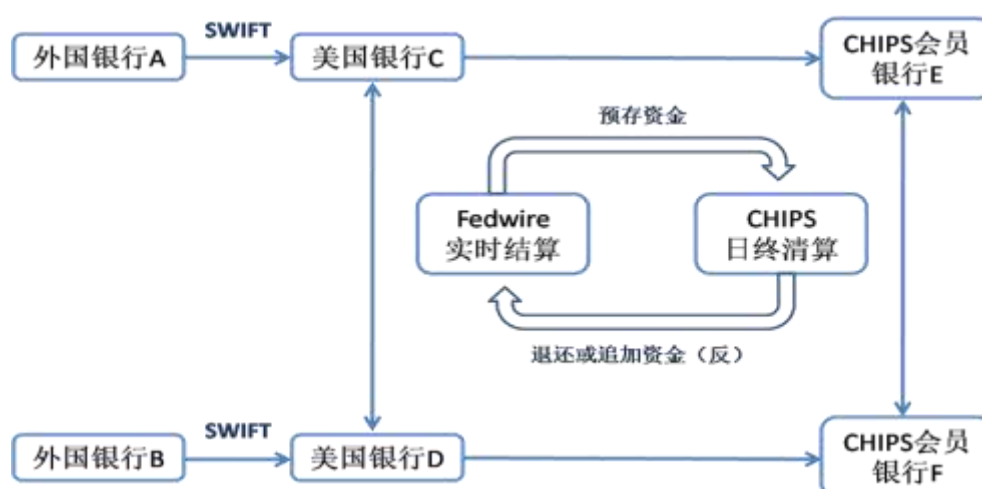 SWIFT
外国银行A
美国银行C
CHIPS会员
银行E
预存资金
Fedwire
实时结算
CHIPS
日终清算
退还或追加资金（反）
SWIFT
外国银行B
美国银行D
CHIPS会员
银行F